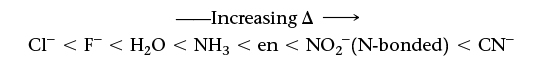 Increasing Δ
Cl⁻ < F⁻ < H₂O < NH₃ < en < NO₂⁻ (N-bonded) < CN⁻